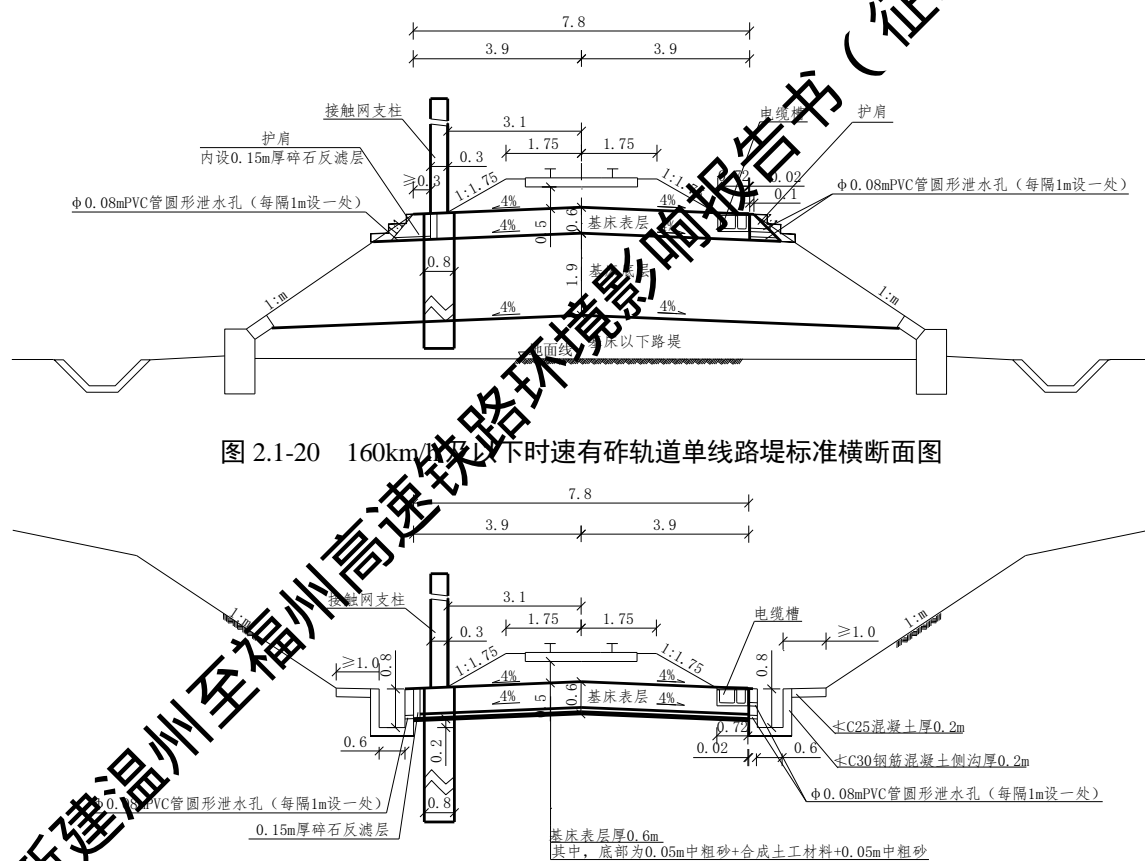 7.8
3.9 3.9
接触网支柱
电缆槽
护肩
3.1
护肩
内设0.15m厚碎石反滤层
1.75 1.75
0.3
≥0.3
1:1.75
0.02
0.1
φ0.08mPVC管圆形泄水孔（每隔1m设一处）
φ0.08mPVC管圆形泄水孔（每隔1m设一处）
4% 4%
0.5
0.6
基床表层
0.8
1.9
1:m
1:m
4% 4%
基床以下路堤
地面线
图 2.1-20 160km/h及以下时速有砟轨道单线路堤标准横断面图
7.8
3.9 3.9
接触网支柱
3.1
电缆槽
1:m
1:m
1.75 1.75
0.3
≥1.0
≥1.0
0.8
0.8
1:1.75
1:1.75
4% 4%
4% 4%
0.6
基床表层
0.72
0.02
0.6
0.6
0.2
C25混凝土厚0.2m
C30钢筋混凝土侧沟厚0.2m
φ0.08mPVC管圆形泄水孔（每隔1m设一处）
φ0.08mPVC管圆形泄水孔（每隔1m设一处）
0.8
0.15m厚碎石反滤层
基床表层厚0.6m
其中，底部为0.05m中粗砂+合成土工材料+0.05m中粗砂
新建温州至福州高速铁路环境影响报告书（征